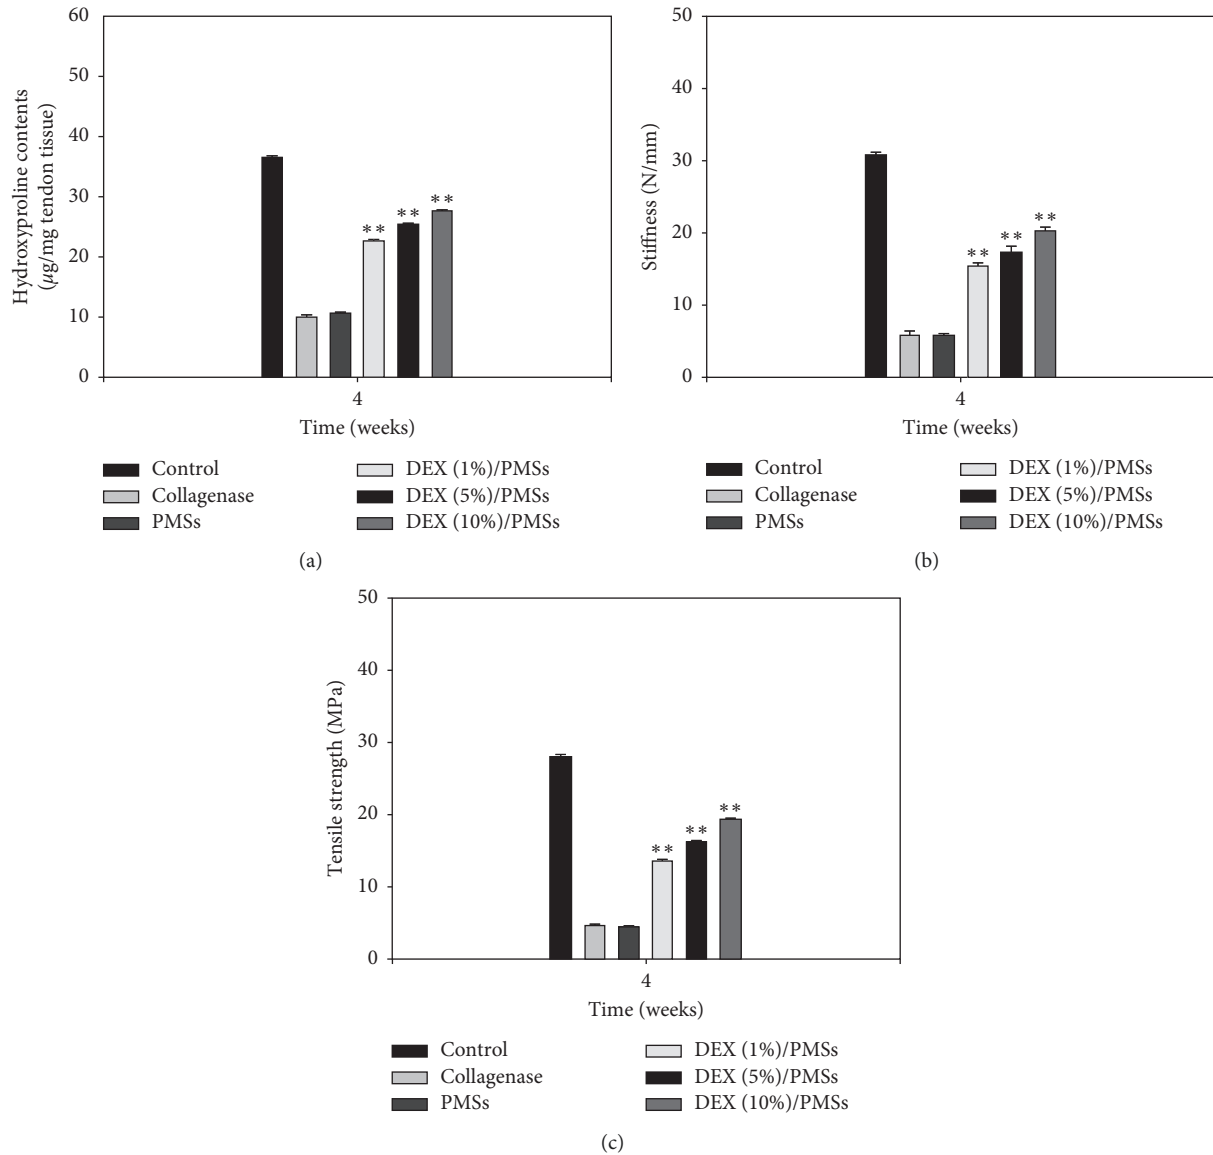 60
50
40
30
20
10
0
Hydroxyproline contents
(μg/mg tendon tissue)
**
**
**
4
Time (weeks)
Control
Collagenase
PMSs
DEX (1%)/PMSs
DEX (5%)/PMSs
DEX (10%)/PMSs
(a)
50
40
30
20
10
0
Stiffness (N/mm)
**
**
**
4
Time (weeks)
Control
Collagenase
PMSs
DEX (1%)/PMSs
DEX (5%)/PMSs
DEX (10%)/PMSs
(b)
50
40
30
20
10
0
Tensile strength (MPa)
**
**
**
4
Time (weeks)
Control
Collagenase
PMSs
DEX (1%)/PMSs
DEX (5%)/PMSs
DEX (10%)/PMSs
(c)